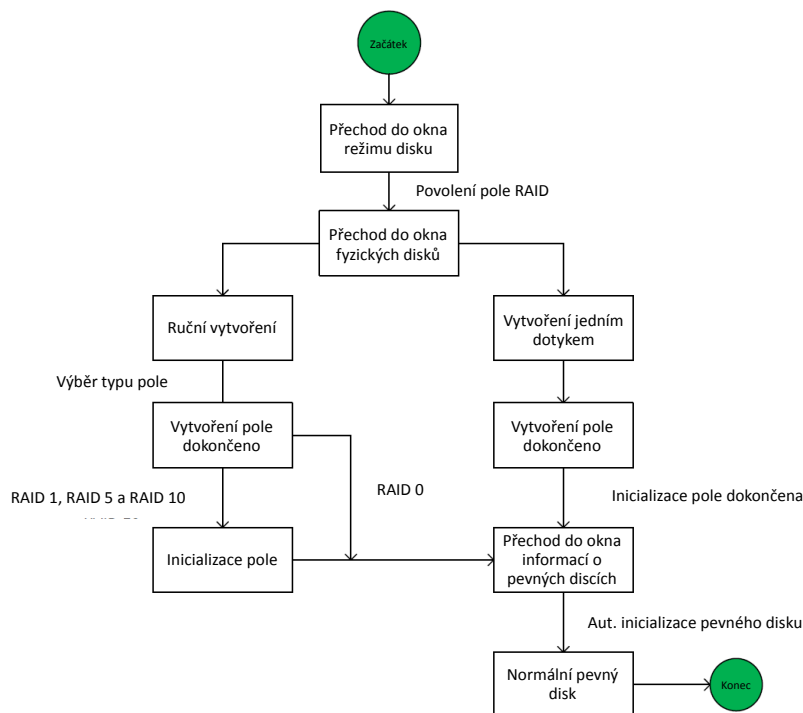 Začátek
Přechod do okna
režimu disku
Povolení pole RAID
Přechod do okna
fyzických disků
Ruční vytvoření
Vytvoření jedním
dotykem
Výběr typu pole
Vytvoření pole
dokončeno
Vytvoření pole
dokončeno
RAID 1, RAID 5 a RAID 10
RAID 0
Inicializace pole dokončena
Inicializace pole
Přechod do okna
informací o
pevných discích
Aut. inicializace pevného disku
Normální pevný
disk
Konec